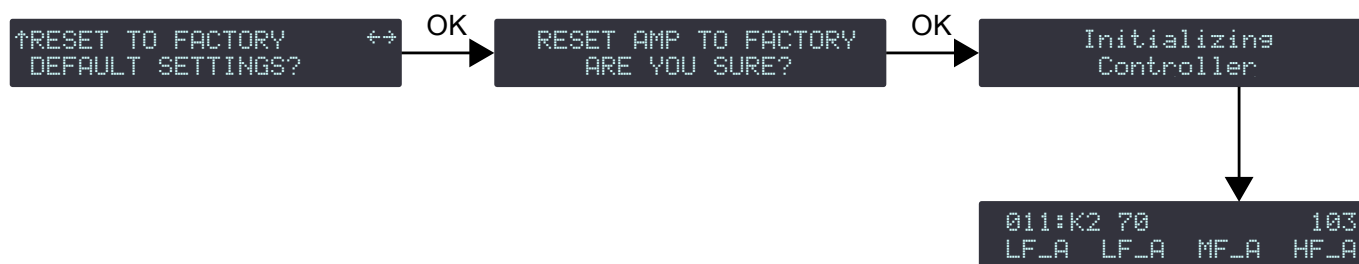 ↑RESET TO FACTORY ←→
DEFAULT SETTINGS?
OK
RESET AMP TO FACTORY
ARE YOU SURE?
OK
Initializing
Controller
011:K2 70 103
LF_A LF_A MF_A HF_A